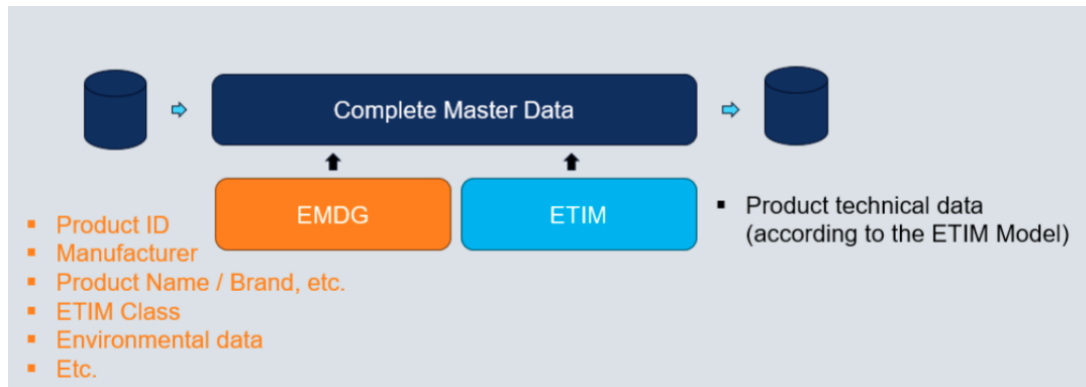 Complete Master Data
EMDG
ETIM
▪ Product ID
▪ Manufacturer
▪ Product Name / Brand, etc.
▪ ETIM Class
▪ Environmental data
▪ Etc.
▪ Product technical data
(according to the ETIM Model)